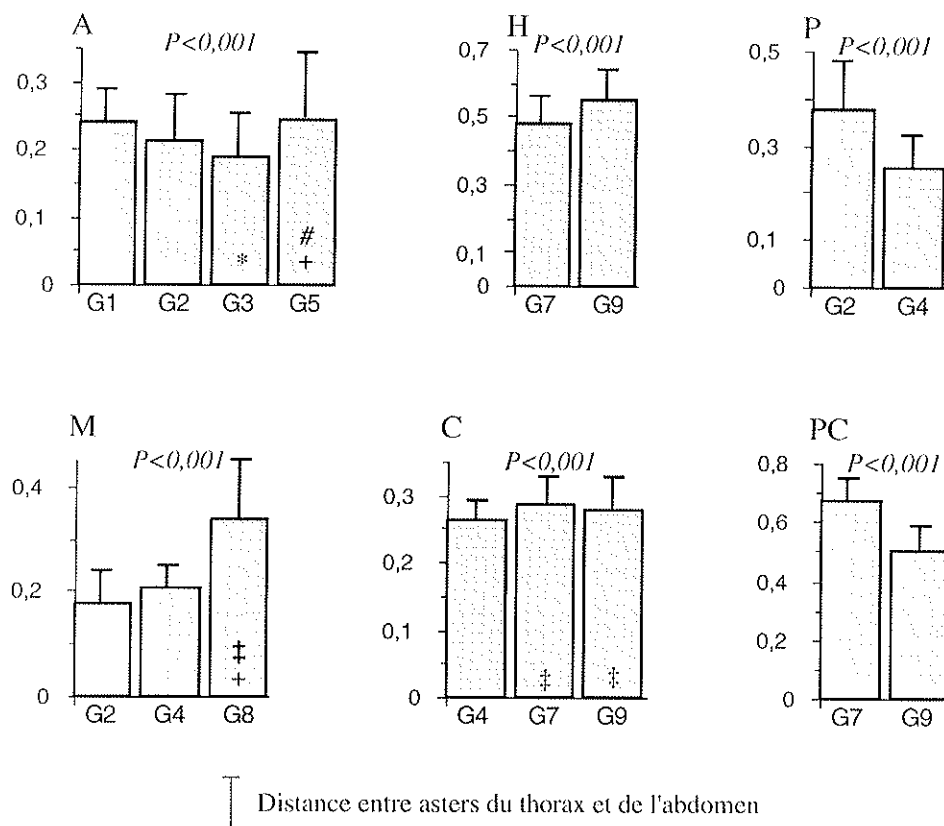 A
P<0,001
0,3
0,2
0,1
0
#
* +
G1 G2 G3 G5
H
P<0,001
0,7
0,5
0,3
0,1
0
G7 G9
P
P<0,001
0,5
0,3
0,1
0
G2 G4
M
P<0,001
0,4
0,2
0
‡
+
G2 G4 G8
C
P<0,001
0,3
0,2
0,1
0
‡ ‡
G4 G7 G9
PC
P<0,001
0,8
0,6
0,4
0,2
0
G7 G9
Distance entre asters du thorax et de l'abdomen